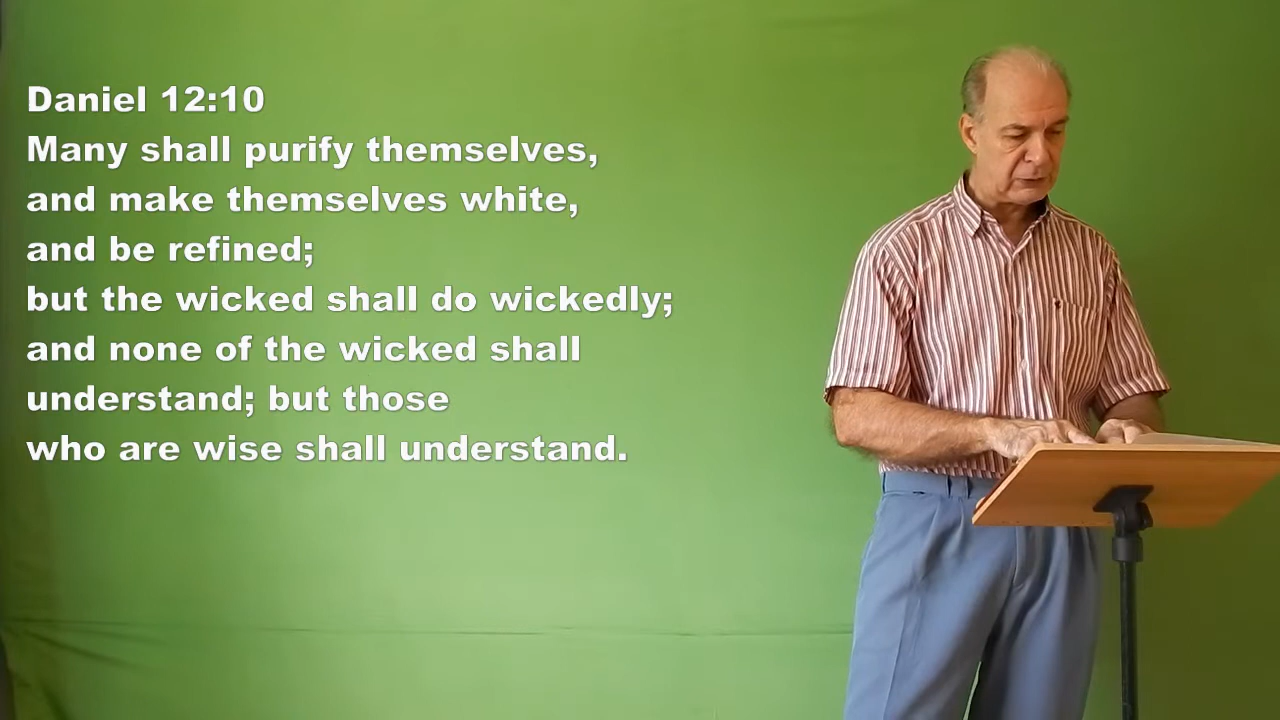 Daniel 12:10
Many shall purify themselves,
and make themselves white,
and be refined;
but the wicked shall do wickedly;
and none of the wicked shall
understand; but those
who are wise shall understand.